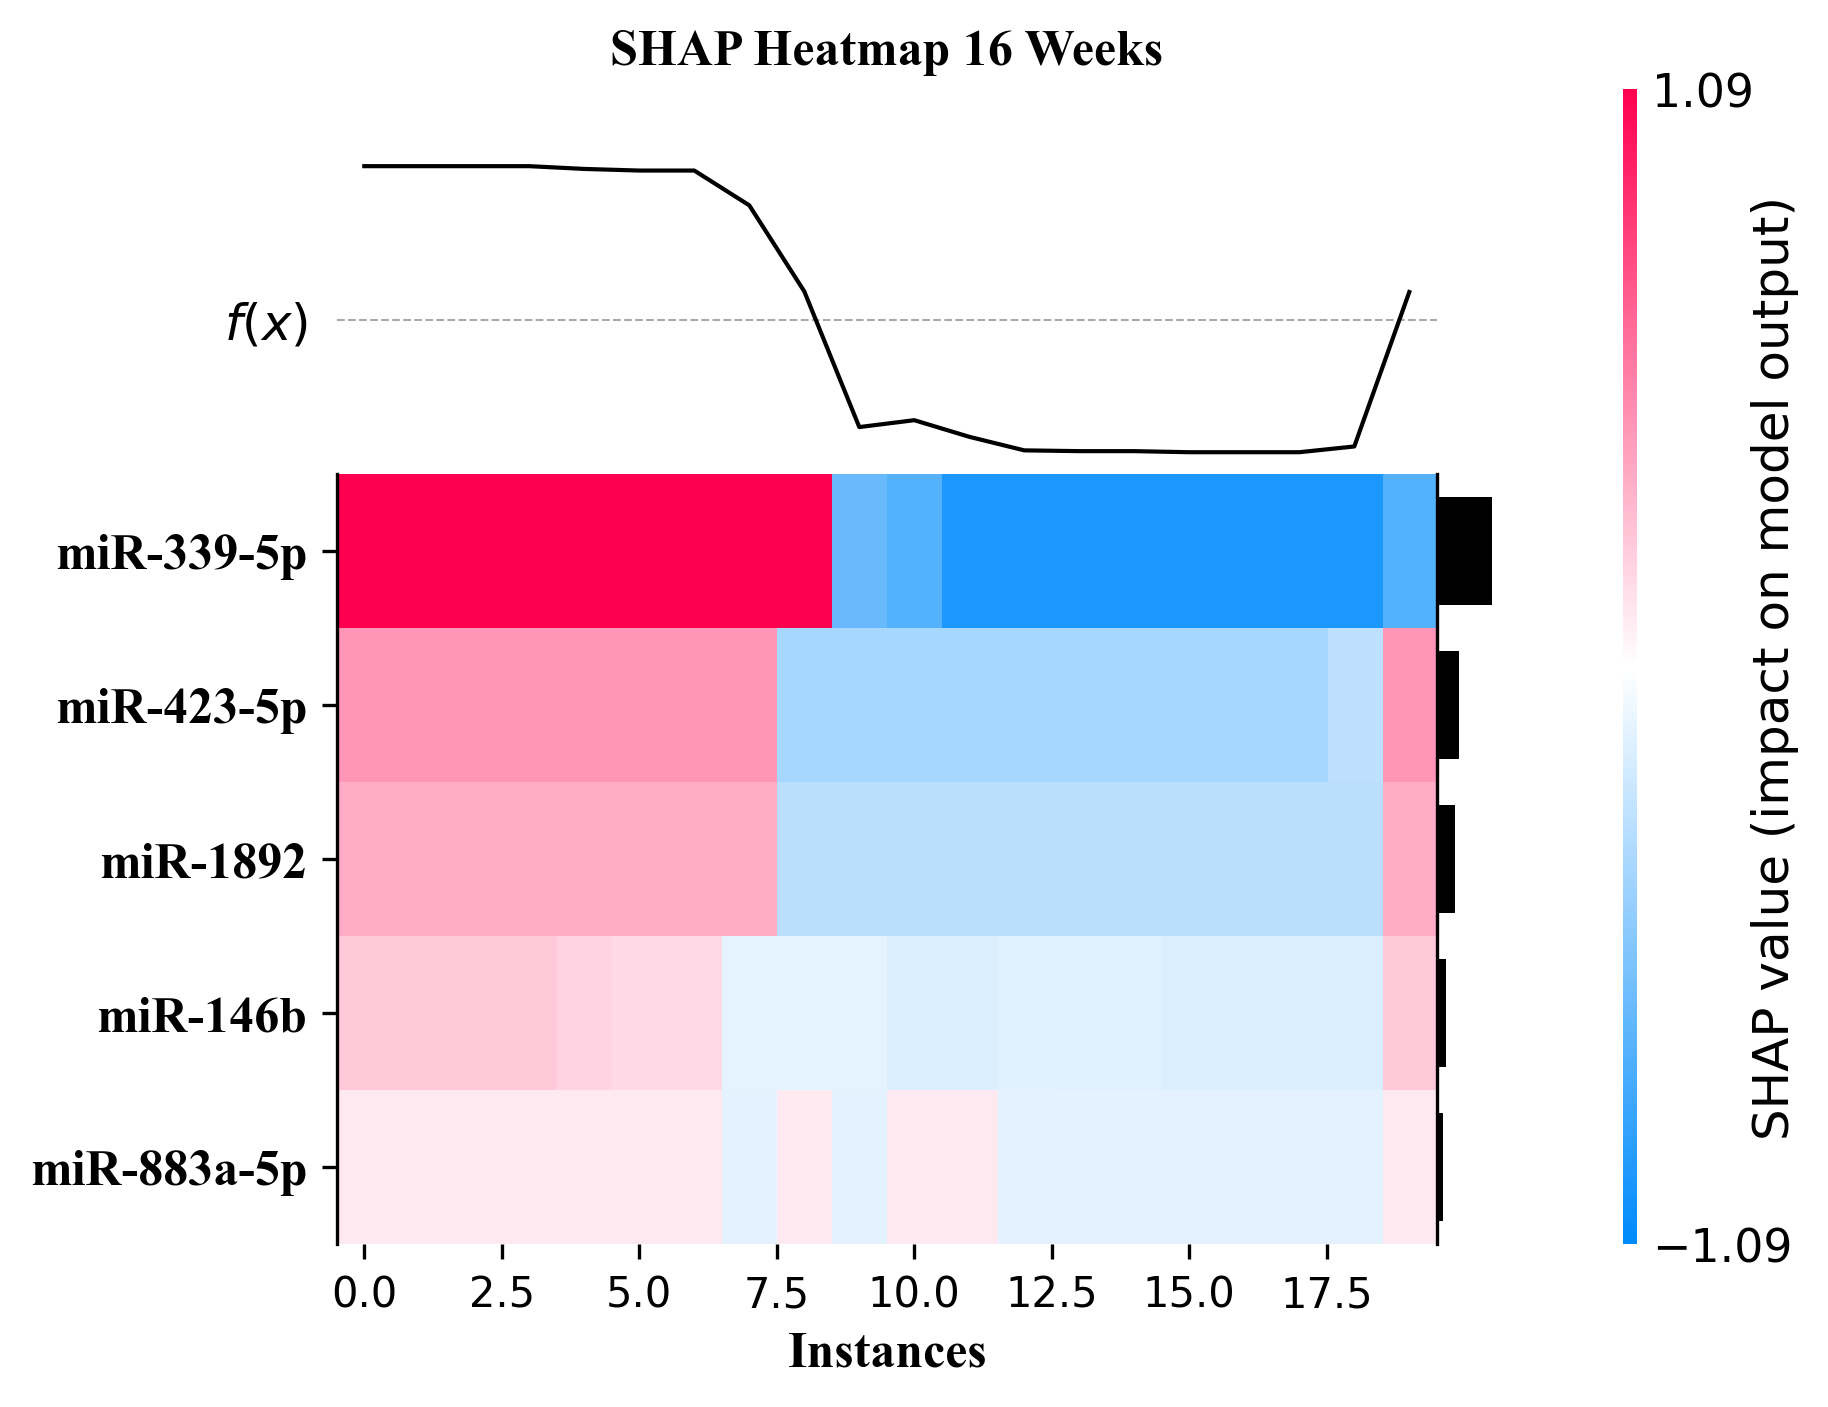 SHAP Heatmap 16 Weeks
1.09
f(x)
miR-339-5p
miR-423-5p
miR-1892
miR-146b
miR-883a-5p
SHAP value (impact on model output)
−1.09
0.0 2.5 5.0 7.5 10.0 12.5 15.0 17.5
Instances